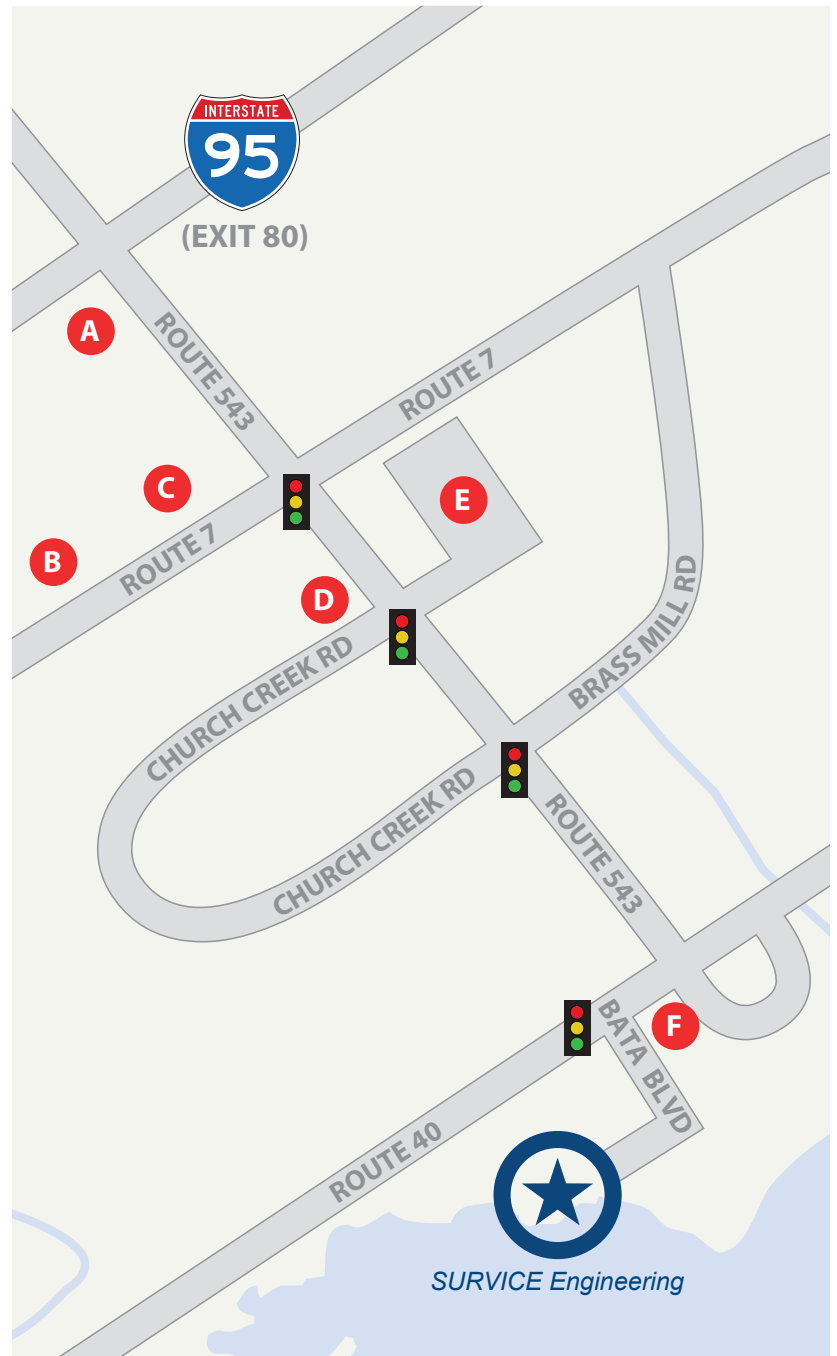 INTERSTATE
95
(EXIT 80)
A
ROUTE 543
ROUTE 7
C
E
B
ROUTE 7
D
BRASS MILL RD
CHURCH CREEK RD
CHURCH CREEK RD
ROUTE 543
F
BATA BLVD
ROUTE 40
SURVICE Engineering